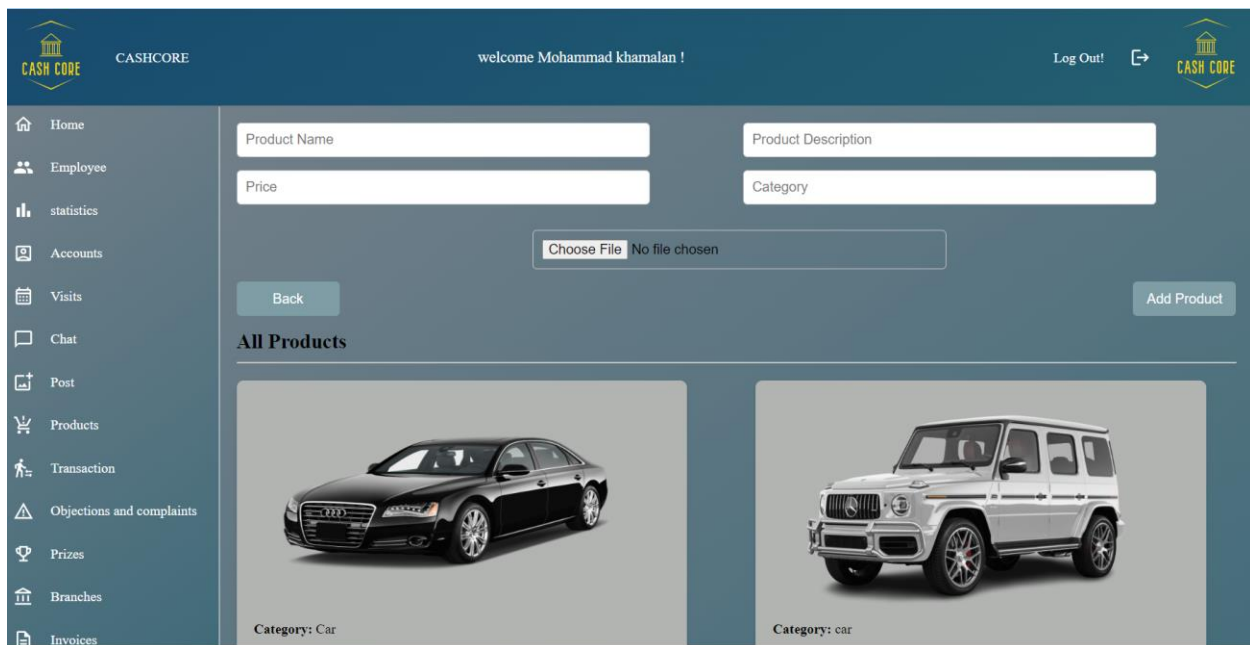 CASH CORE
CASHCORE
welcome Mohammad khamalan !
Log Out!
CASH CORE
Home
Employee
statistics
Accounts
Visits
Chat
Post
Products
Transaction
Objections and complaints
Prizes
Branches
Invoices
Product Name
Product Description
Price
Category
Choose File No file chosen
Back
Add Product
All Products
Category: Car
Category: car